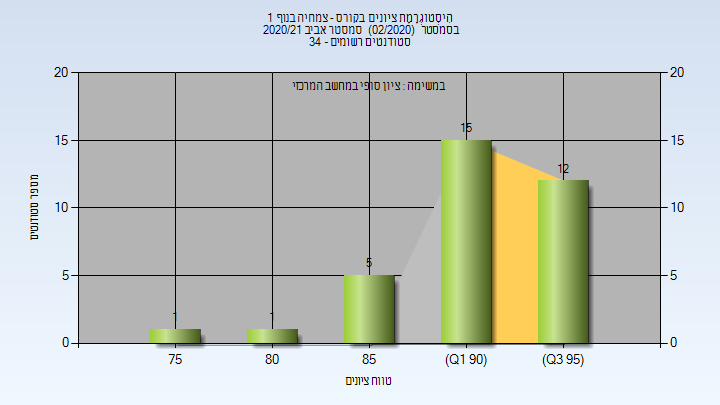 היסטוגרמת ציונים בקורס - צמחיה בנוף 1
בסמסטר (02/2020) סמסטר אביב 2020/21
סטודנטים רשומים - 34
במשימה : ציון סופי במחשב המרכזי
20 20
15 15
10 10
5 5
0 0
1 1 5 15 12
מספר סטודנטים
75 80 85 (Q1 90) (Q3 95)
טווח ציונים